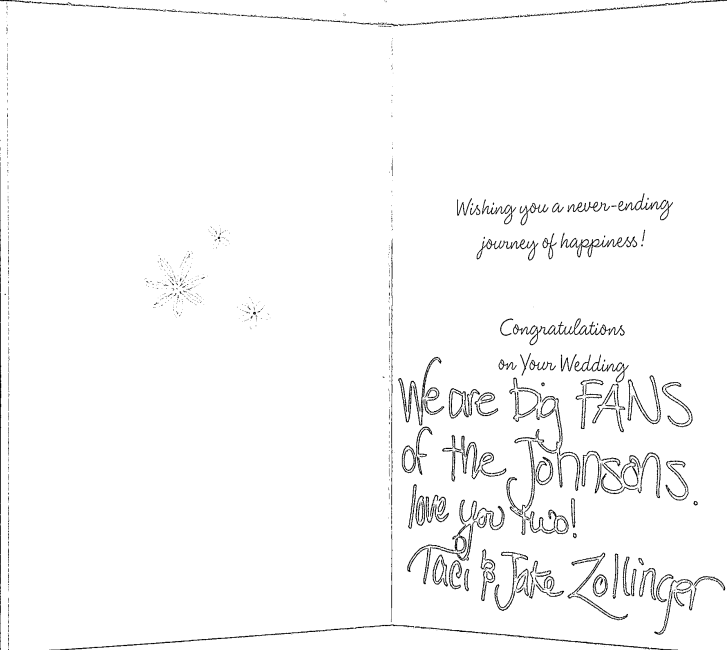 Wishing you a never-ending
journey of happiness!
Congratulations
on Your Wedding
We are big FANS
of the Johnsons.
love you two!
Taci & Jake Zollinger